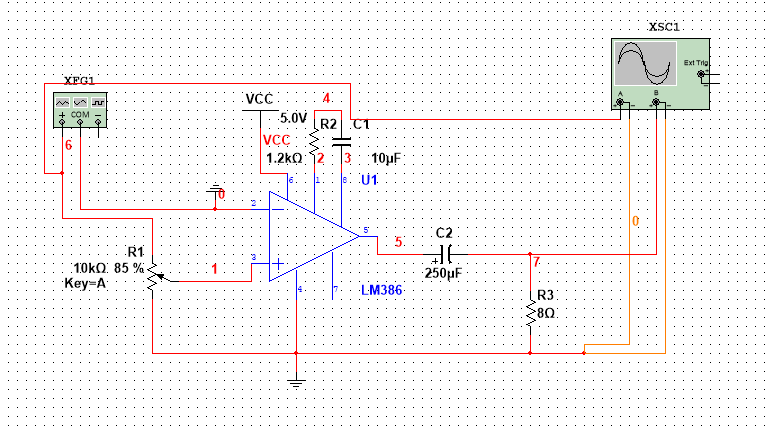 XSC1
Ext Trig
A
B
XFG1
COM
6
VCC
5.0V
VCC
4
R2
1.2kΩ
2
C1
10µF
3
6
1
8
U1
LM386
0
2
3
5
4
7
R1
10kΩ
85 %
Key=A
1
5
C2
250µF
7
R3
8Ω
0